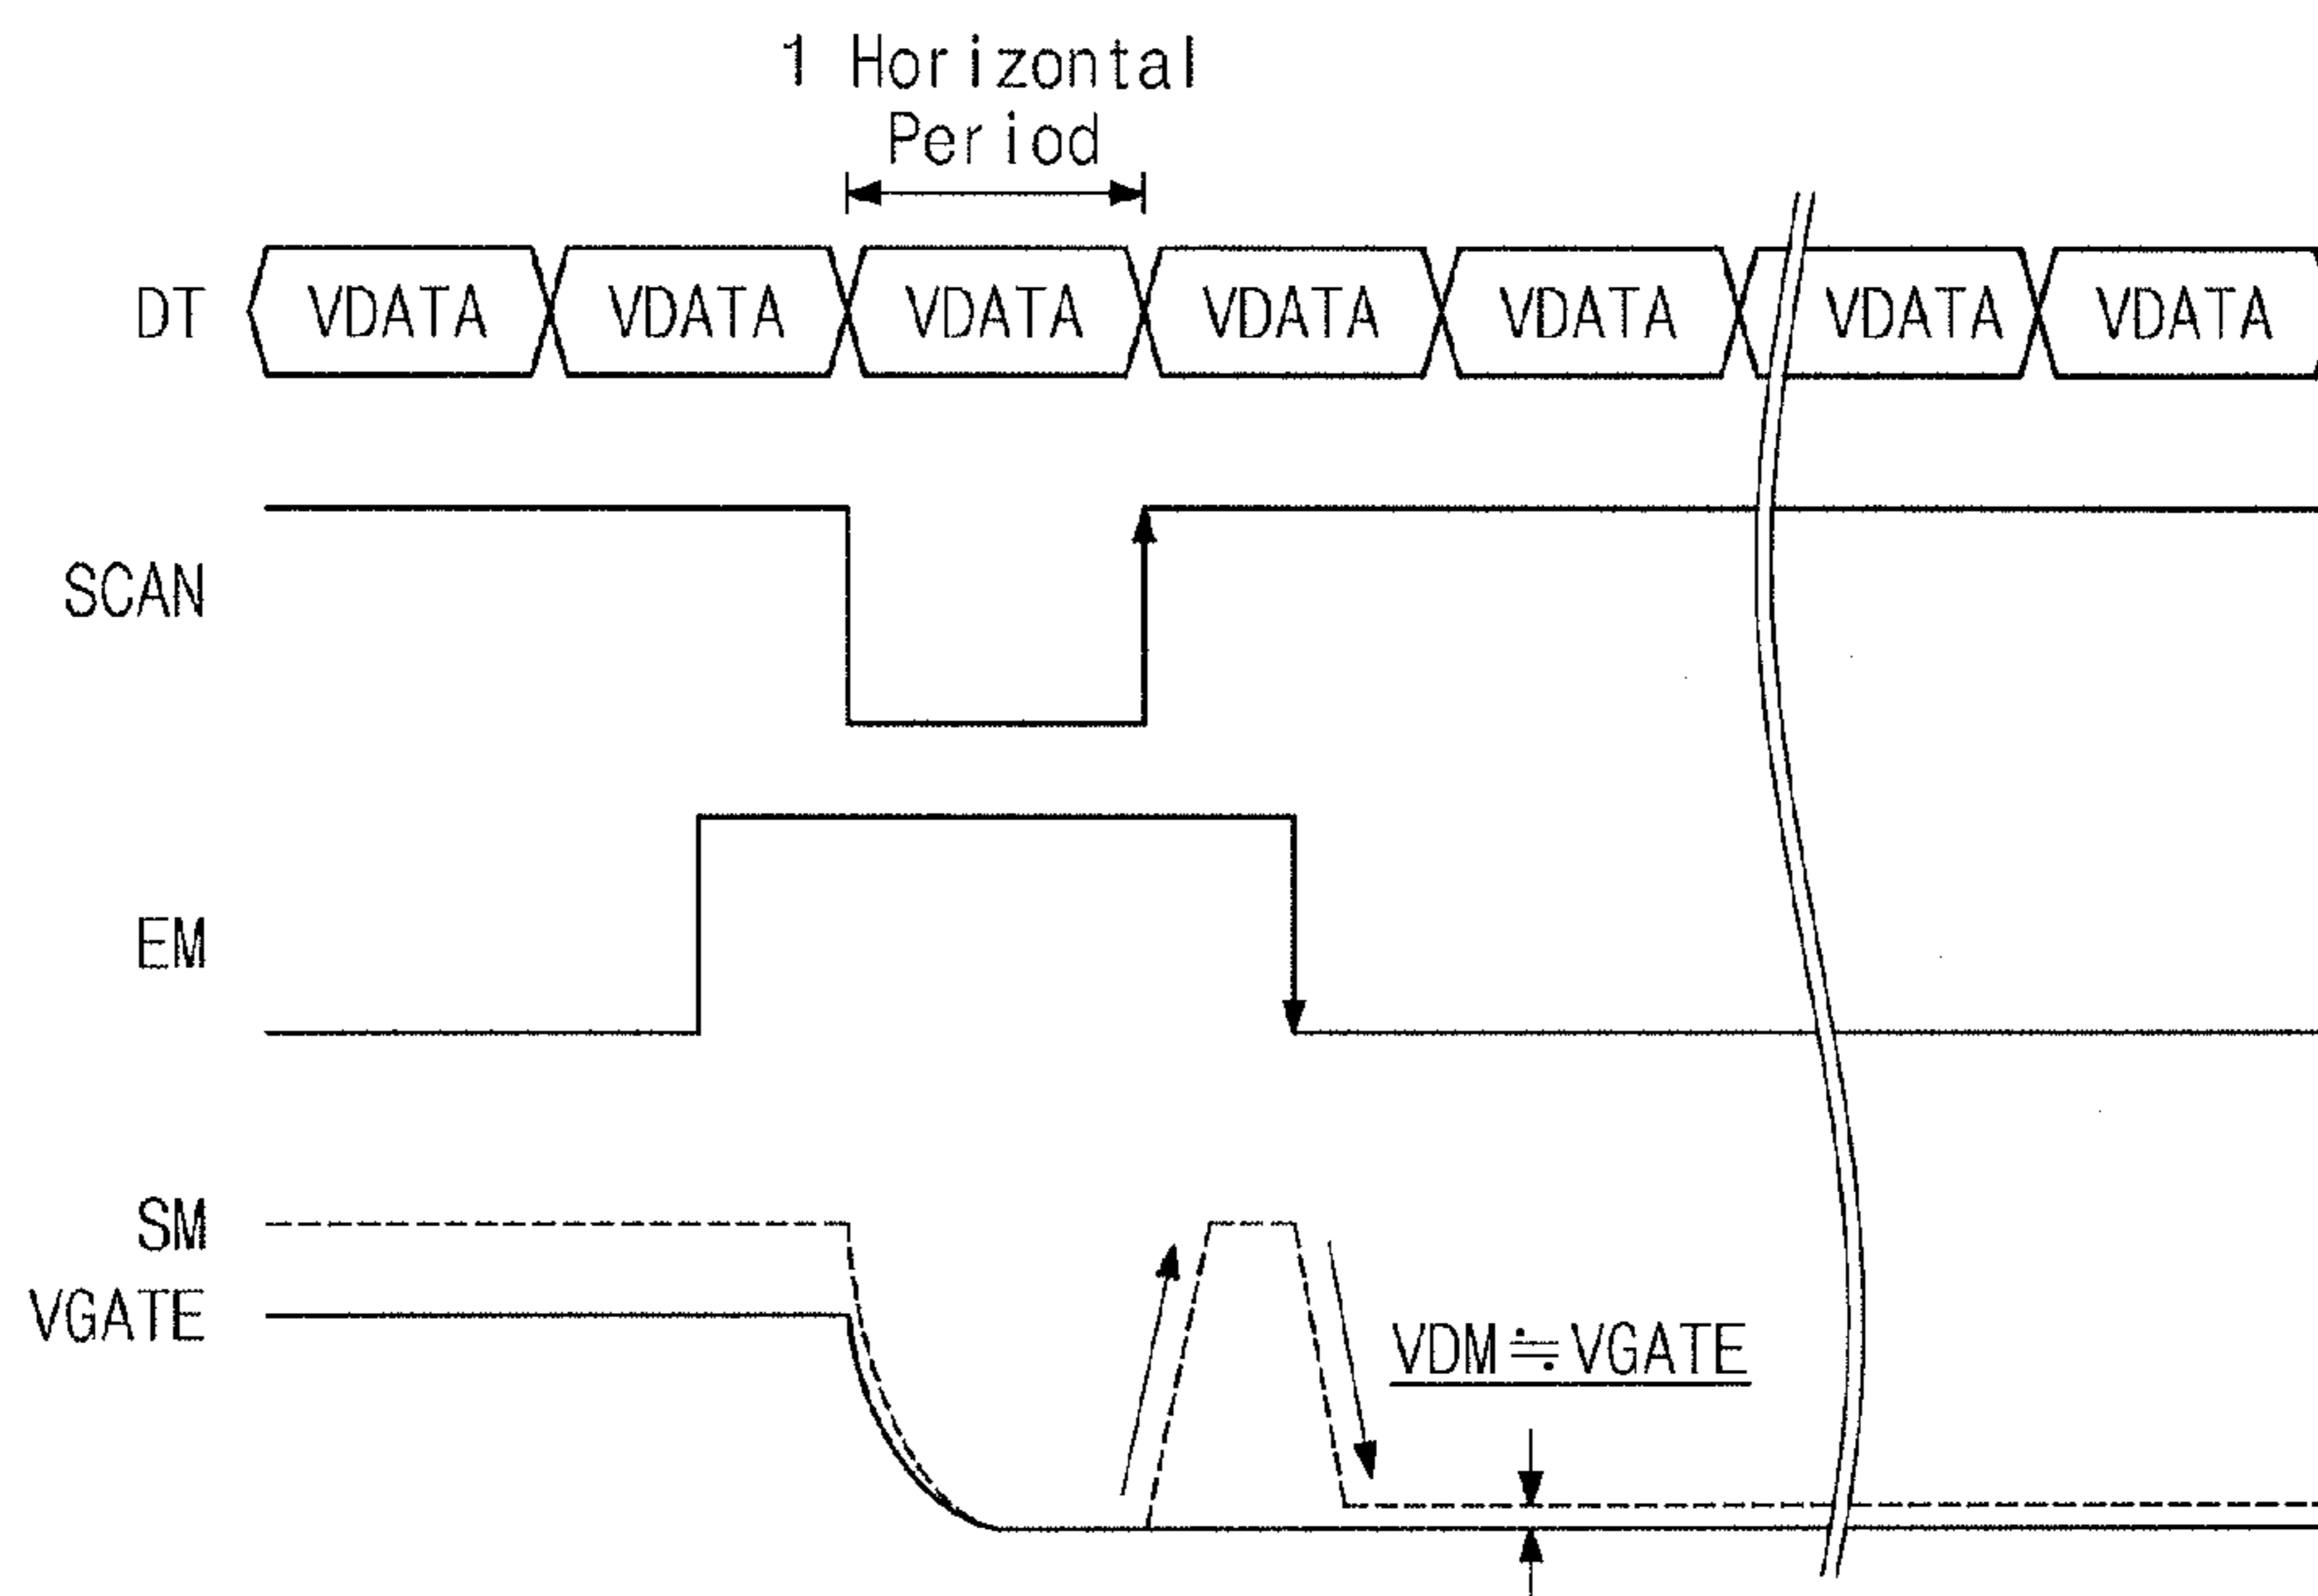 1 Horizontal
Period
DT VDATA VDATA VDATA VDATA VDATA VDATA VDATA
SCAN
EM
SM
VGATE
VDM≒VGATE